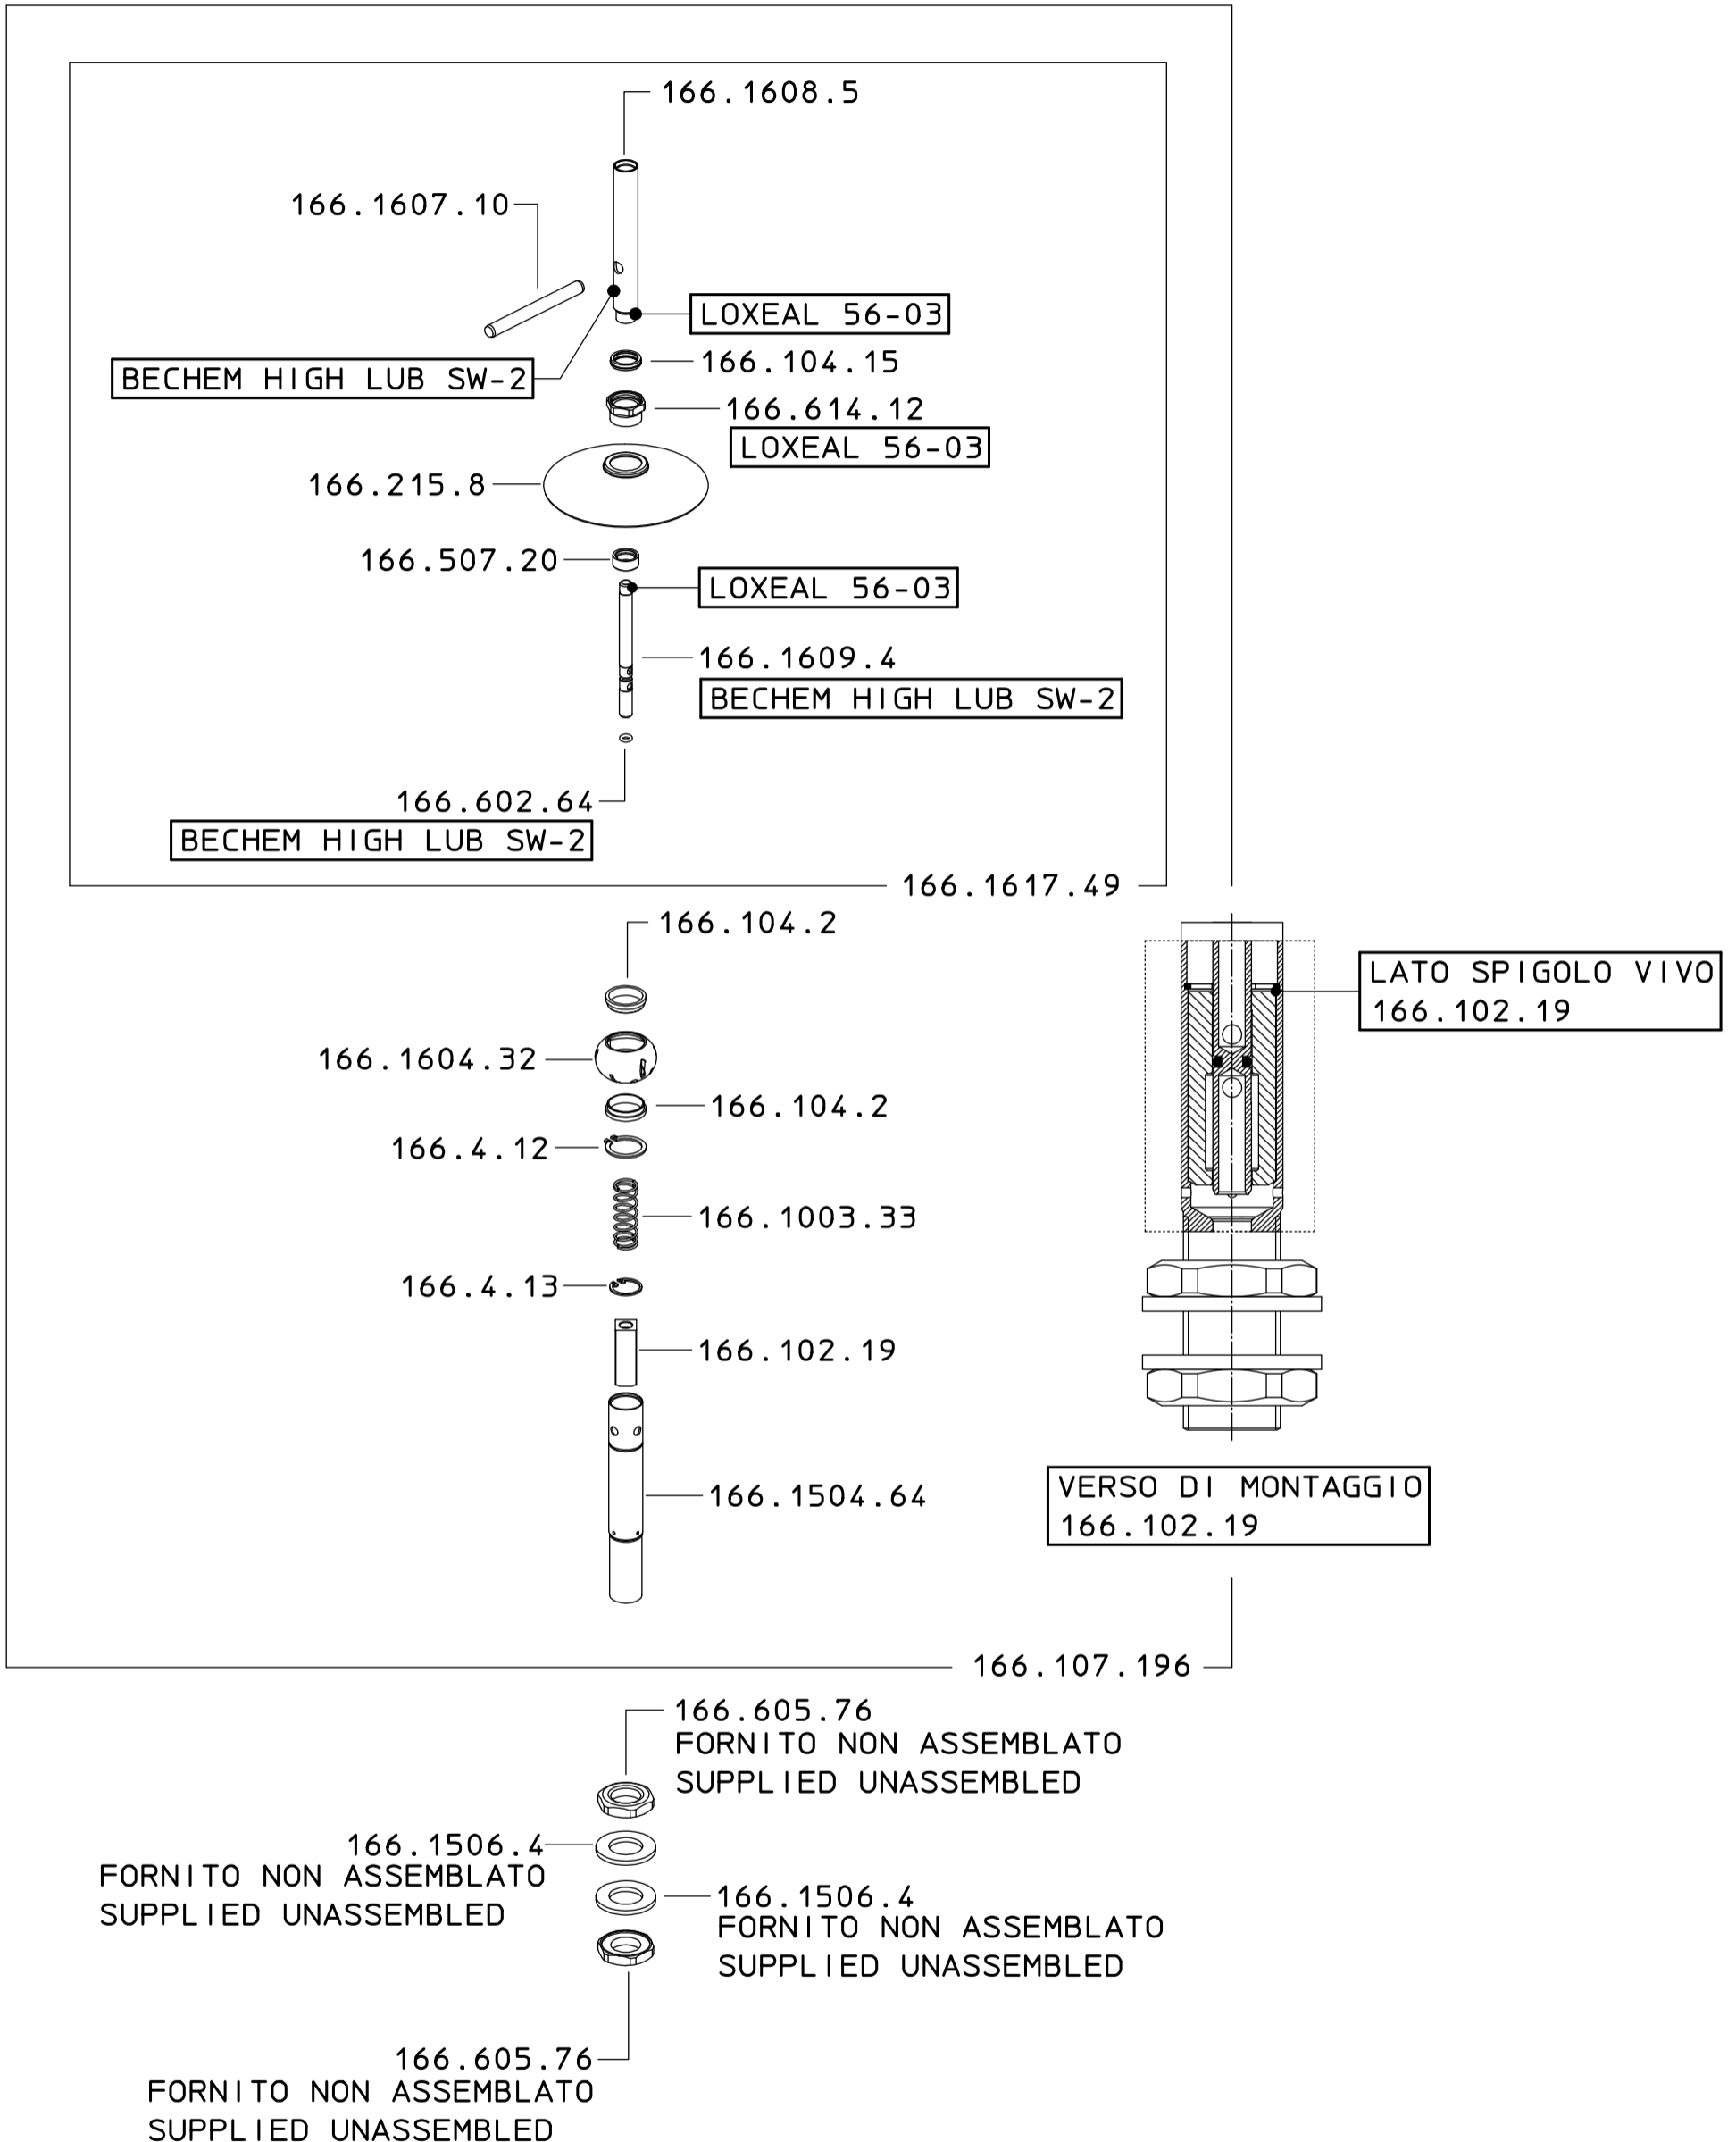 166.1608.5
166.1607.10
LOXEAL 56-03
166.104.15
BECHEM HIGH LUB SW-2
166.614.12
LOXEAL 56-03
166.215.8
166.507.20
LOXEAL 56-03
166.1609.4
BECHEM HIGH LUB SW-2
166.602.64
BECHEM HIGH LUB SW-2
166.1617.49
166.104.2
LATO SPIGOLO VIVO
166.102.19
166.1604.32
166.104.2
166.4.12
166.1003.33
166.4.13
166.102.19
166.1504.64
VERSO DI MONTAGGIO
166.102.19
166.107.196
166.605.76
FORNITO NON ASSEMBLATO
SUPPLIED UNASSEMBLED
166.1506.4
FORNITO NON ASSEMBLATO
SUPPLIED UNASSEMBLED
166.1506.4
FORNITO NON ASSEMBLATO
SUPPLIED UNASSEMBLED
166.605.76
FORNITO NON ASSEMBLATO
SUPPLIED UNASSEMBLED